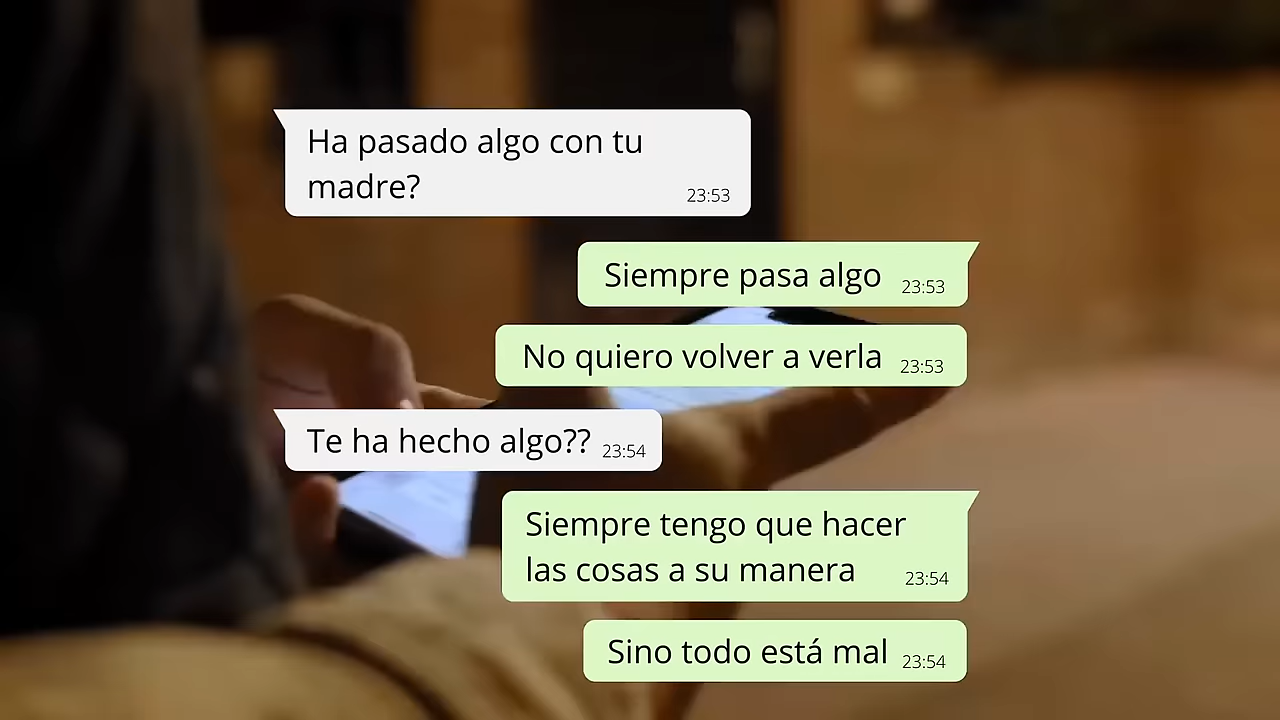 Ha pasado algo con tu
madre?
23:53
Siempre pasa algo 23:53
No quiero volver a verla 23:53
Te ha hecho algo?? 23:54
Siempre tengo que hacer
las cosas a su manera 23:54
Sino todo está mal 23:54